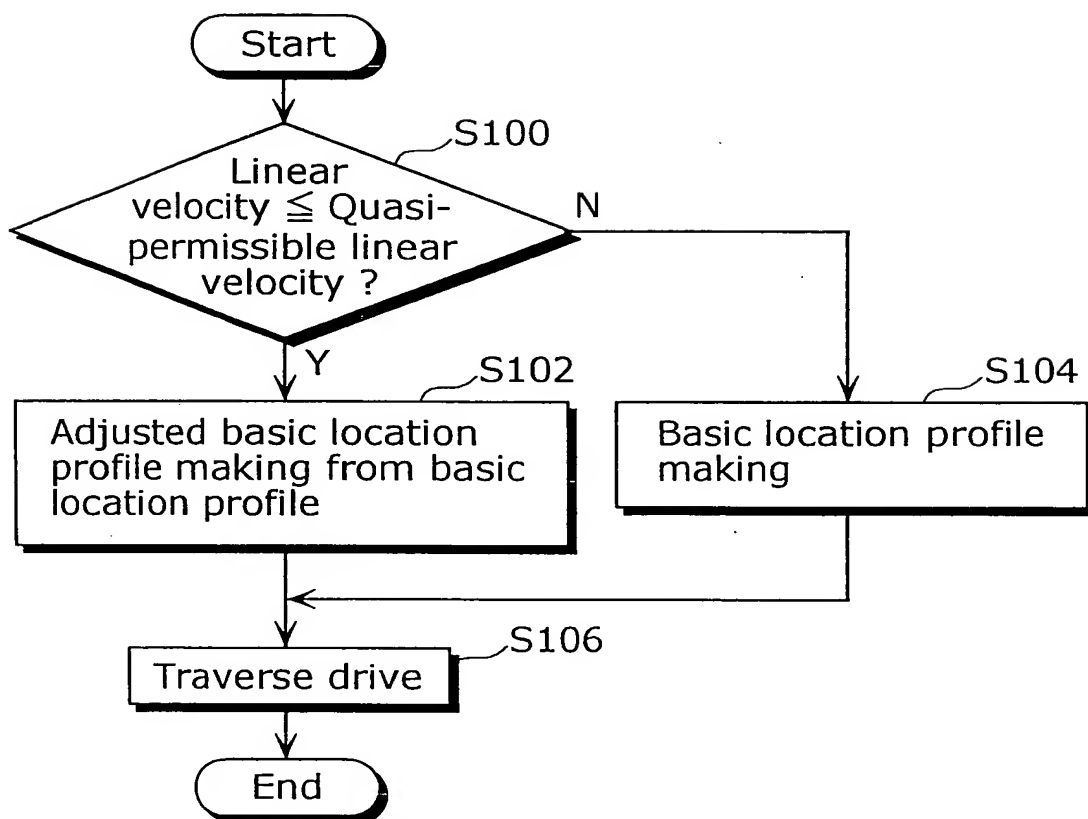 Start
S100
Linear
velocity ≦ Quasi-
permissible linear
velocity ?
N
Y
S102
Adjusted basic location
profile making from basic
location profile
S104
Basic location profile
making
S106
Traverse drive
End